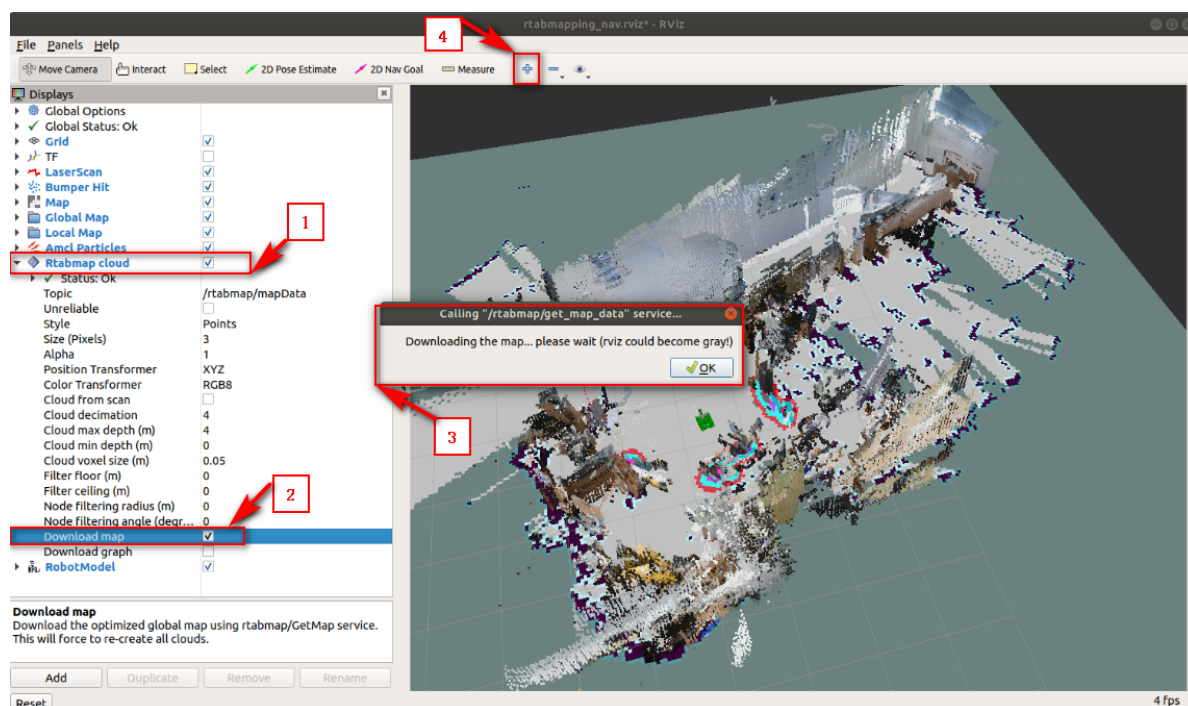 rtabmapping_nav.rviz* - RViz
4
File Panels Help
Move Camera Interact Select 2D Pose Estimate 2D Nav Goal Measure
Displays
Global Options
Global Status: Ok
Grid
TF
LaserScan
Bumper Hit
Map
Global Map
1
Local Map
Amcl Particles
Rtabmap cloud
Status: Ok
Topic /rtabmap/mapData
Unreliable
Style Points
Size (Pixels) 3
Alpha 1
Position Transformer XYZ
Color Transformer RGB8
Cloud from scan
Cloud decimation 4
Cloud max depth (m) 4
Cloud min depth (m) 0
Cloud voxel size (m) 0.05
Filter floor (m) 0
Filter ceiling (m) 0
Node filtering radius (m) 0
Node filtering angle (degr... 0
Download map
Download graph
RobotModel
2
Calling "/rtabmap/get_map_data" service...
Downloading the map... please wait (rviz could become gray!)
OK
3
Download map
Download the optimized global map using rtabmap/GetMap service.
This will force to re-create all clouds.
Add Duplicate Remove Rename
Reset
4 fps